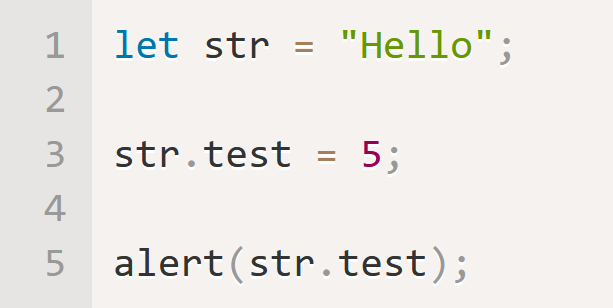 1 let str = "Hello";
2
3 str.test = 5;
4
5 alert(str.test);